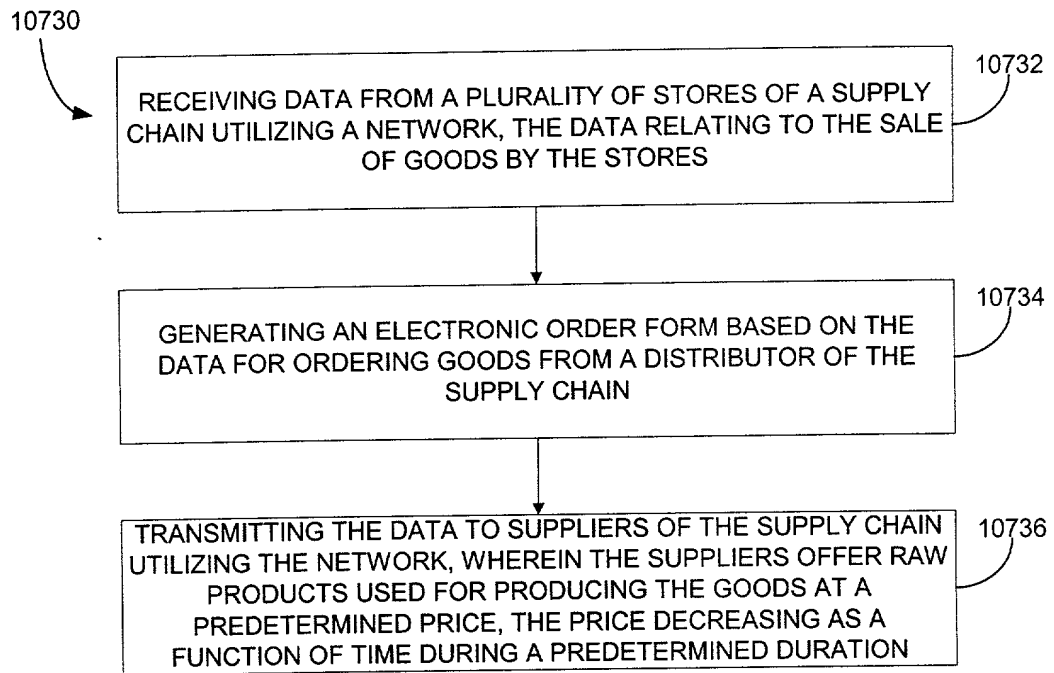 10730
10732
RECEIVING DATA FROM A PLURALITY OF STORES OF A SUPPLY
CHAIN UTILIZING A NETWORK, THE DATA RELATING TO THE SALE
OF GOODS BY THE STORES
10734
GENERATING AN ELECTRONIC ORDER FORM BASED ON THE
DATA FOR ORDERING GOODS FROM A DISTRIBUTOR OF THE
SUPPLY CHAIN
10736
TRANSMITTING THE DATA TO SUPPLIERS OF THE SUPPLY CHAIN
UTILIZING THE NETWORK, WHEREIN THE SUPPLIERS OFFER RAW
PRODUCTS USED FOR PRODUCING THE GOODS AT A
PREDETERMINED PRICE, THE PRICE DECREASING AS A
FUNCTION OF TIME DURING A PREDETERMINED DURATION